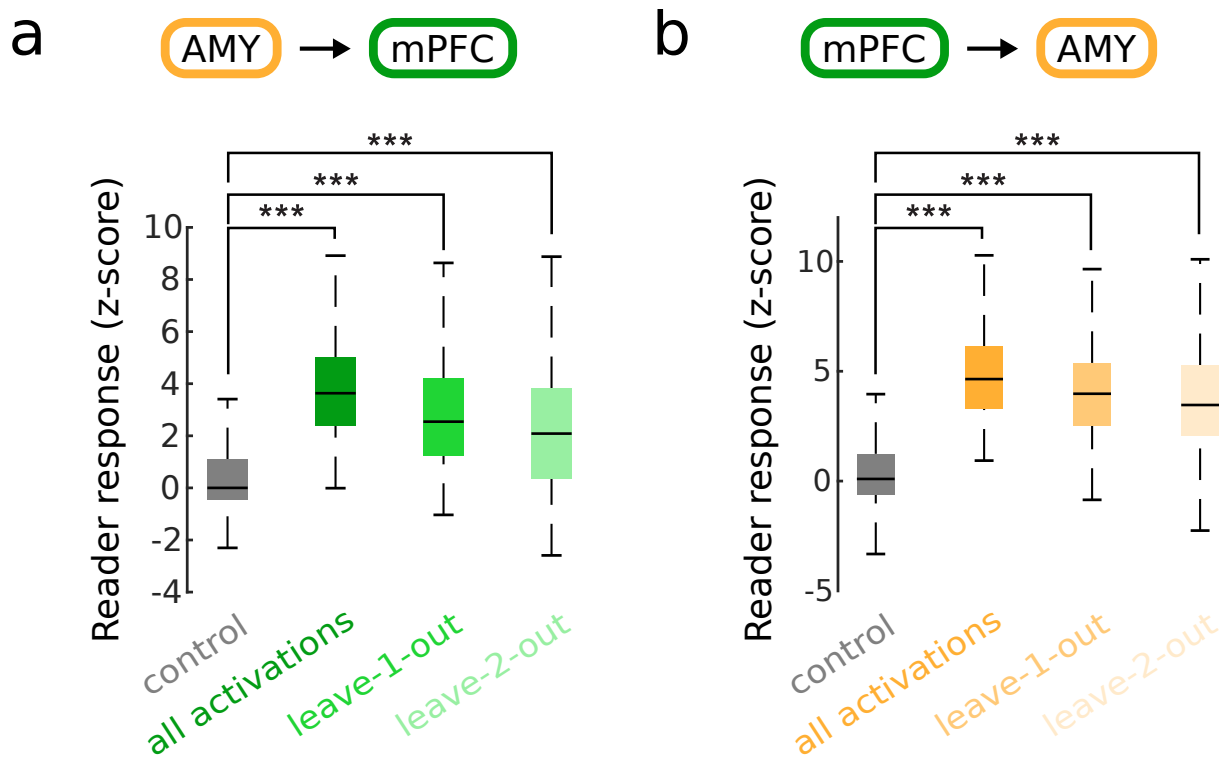 a
AMY
mPFC
***
***
***
Reader response (z-score)
10
8
6
4
2
0
-2
-4
control
all activations
leave-1-out
leave-2-out
b
mPFC
AMY
***
***
***
Reader response (z-score)
10
5
0
-5
control
all activations
leave-1-out
leave-2-out